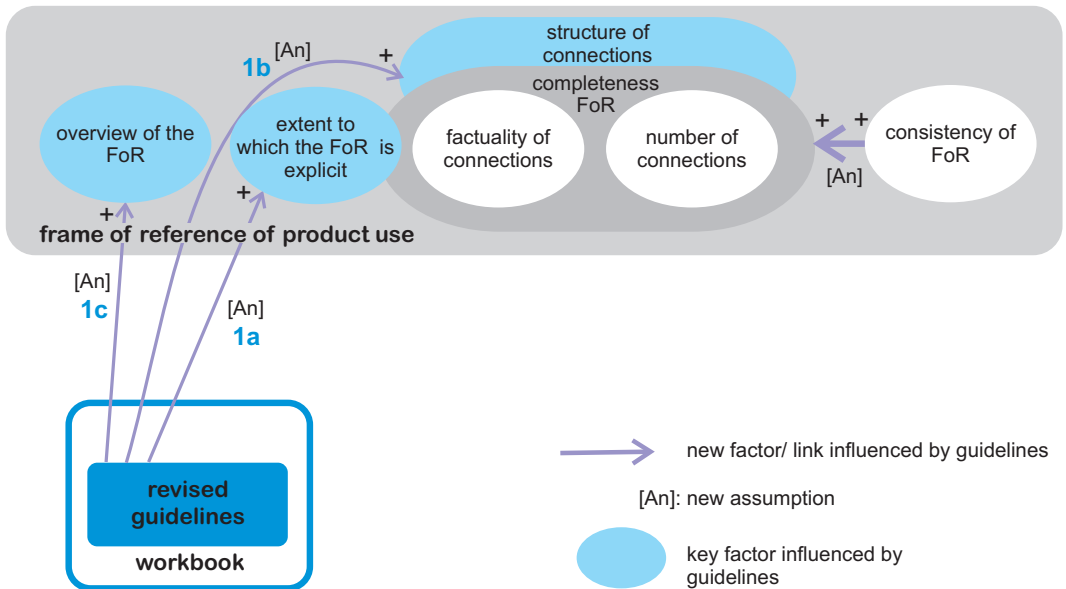 [An]
1b
+
structure of
connections
completeness
FoR
overview of the
FoR
extent to
which the FoR is
explicit
factuality of
connections
number of
connections
+ +
consistency of
FoR
[An]
+
+
frame of reference of product use
[An]
1c
[An]
1a
revised
guidelines
workbook
new factor/ link influenced by guidelines
[An]: new assumption
key factor influenced by
guidelines